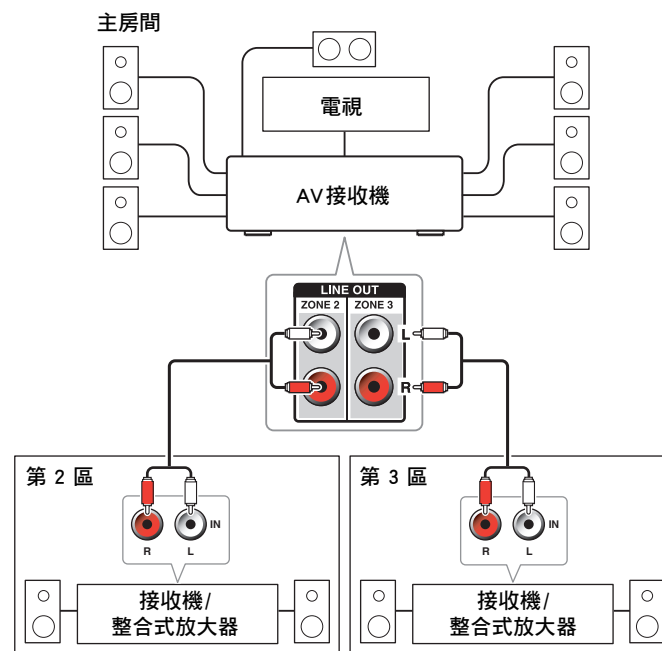 主房間
電視
AV接收機
LINE OUT
ZONE 2 ZONE 3
L
R
第 2 區
IN
R L
接收機/
整合式放大器
第 3 區
IN
R L
接收機/
整合式放大器